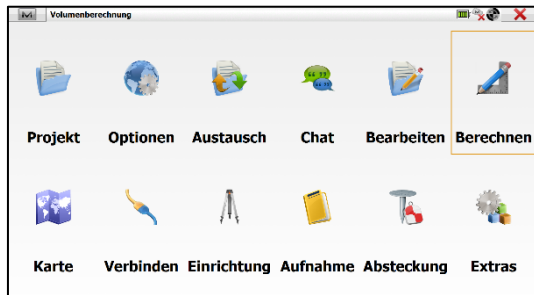 Volumenberechnung
Projekt Optionen Austausch Chat Bearbeiten Berechnen
Karte Verbinden Einrichtung Aufnahme Absteckung Extras